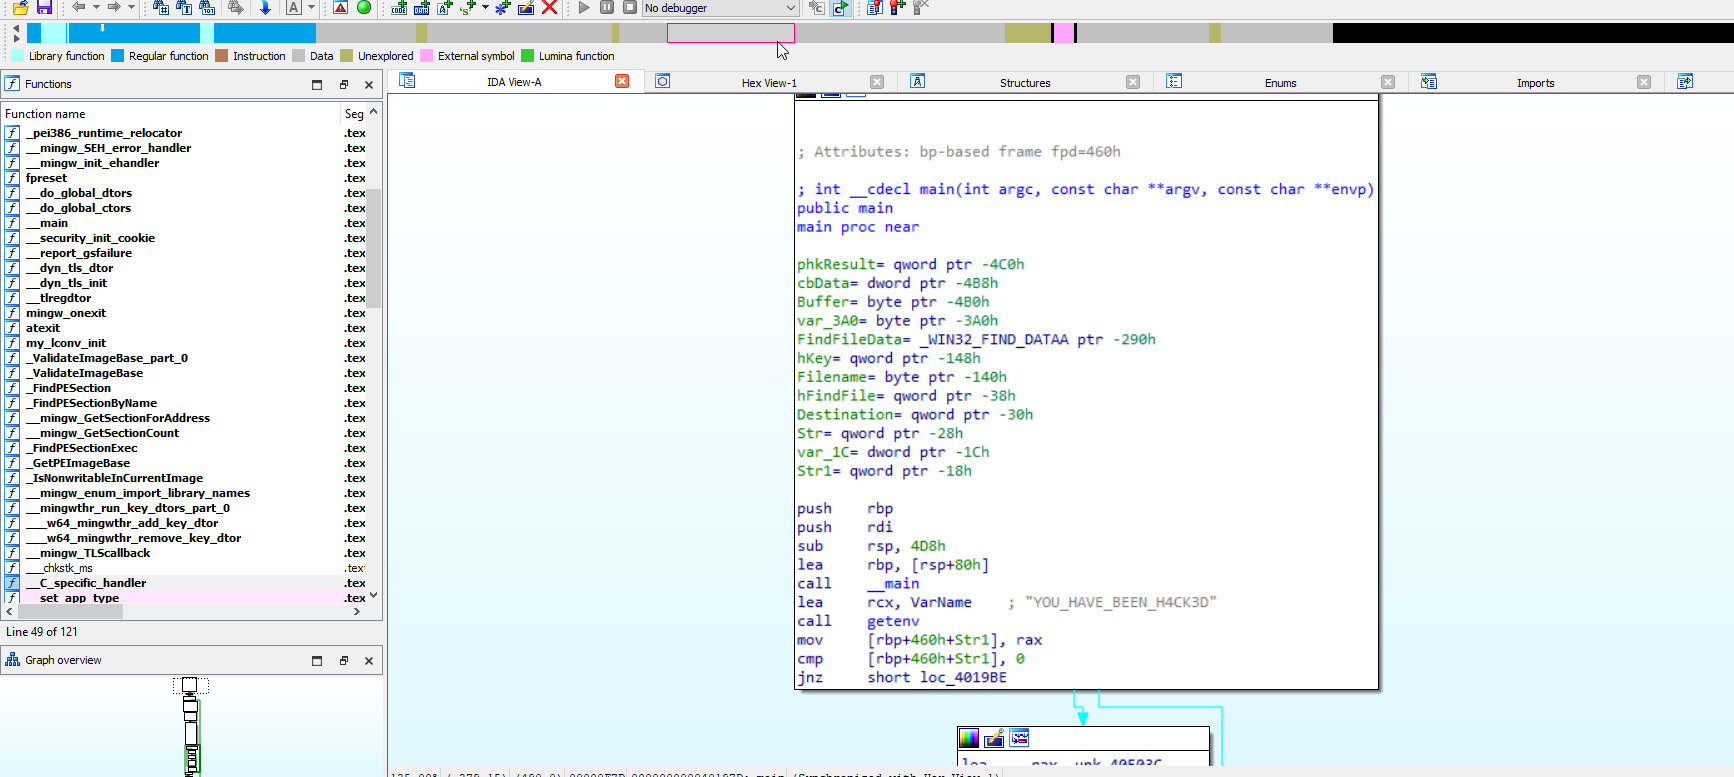 No debugger
Library function Regular function Instruction Data Unexplored External symbol Lumina function
Functions
IDA View-A Hex View-1 Structures Enums Imports
Function name Seg
_pei386_runtime_relocator .tex
__mingw_SEH_error_handler .tex
__mingw_init_ehandler .tex
fpreset .tex
__do_global_dtors .tex
__do_global_ctors .tex
__main .tex
__security_init_cookie .tex
__report_gsfailure .tex
__dyn_tls_dtor .tex
__dyn_tls_init .tex
__tlregdtor .tex
mingw_onexit .tex
atexit .tex
my_lconv_init .tex
_ValidateImageBase_part_0 .tex
_ValidateImageBase .tex
_FindPESection .tex
_FindPESectionByName .tex
__mingw_GetSectionForAddress .tex
__mingw_GetSectionCount .tex
_FindPESectionExec .tex
_GetPEImageBase .tex
_IsNonwritableInCurrentImage .tex
__mingw_enum_import_library_names .tex
__mingwthr_run_key_dtors_part_0 .tex
___w64_mingwthr_add_key_dtor .tex
___w64_mingwthr_remove_key_dtor .tex
__mingw_TLScallback .tex
___chkstk_ms .text
__C_specific_handler .tex
__set_app_type .tex
Line 49 of 121
Graph overview
; Attributes: bp-based frame fpd=460h
; int __cdecl main(int argc, const char **argv, const char **envp)
public main
main proc near
phkResult= qword ptr -4C0h
cbData= dword ptr -4B8h
Buffer= byte ptr -4B0h
var_3A0= byte ptr -3A0h
FindFileData= _WIN32_FIND_DATAA ptr -290h
hKey= qword ptr -148h
Filename= byte ptr -140h
hFindFile= qword ptr -38h
Destination= qword ptr -30h
Str= qword ptr -28h
var_1C= dword ptr -1Ch
Str1= qword ptr -18h
push rbp
push rdi
sub rsp, 4D8h
lea rbp, [rsp+80h]
call __main
lea rcx, VarName ; "YOU_HAVE_BEEN_H4CK3D"
call getenv
mov [rbp+460h+Str1], rax
cmp [rbp+460h+Str1], 0
jnz short loc_4019BE